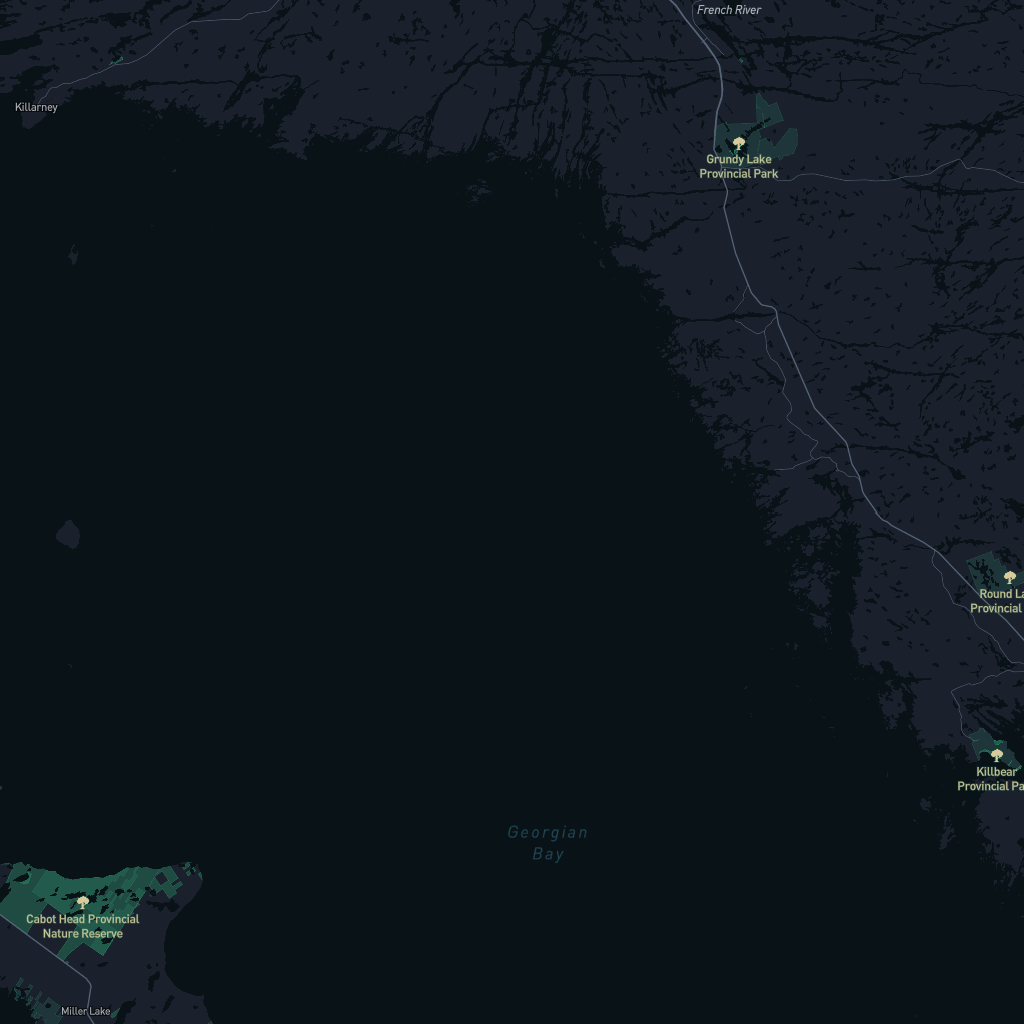 French River
Killarney
Grundy Lake
Provincial Park
Round La
Provincial
Killbear
Provincial Pa
Georgian
Bay
Cabot Head Provincial
Nature Reserve
Miller Lake